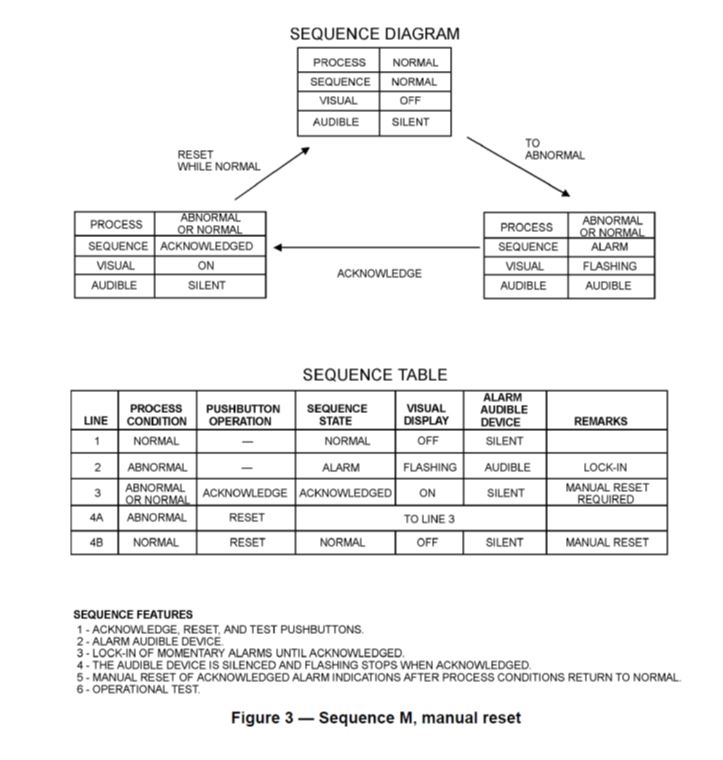 SEQUENCE DIAGRAM
PROCESS NORMAL
SEQUENCE NORMAL
VISUAL OFF
AUDIBLE SILENT
RESET
WHILE NORMAL
TO
ABNORMAL
PROCESS ABNORMAL OR NORMAL
SEQUENCE ACKNOWLEDGED
VISUAL ON
AUDIBLE SILENT
ACKNOWLEDGE
PROCESS ABNORMAL OR NORMAL
SEQUENCE ALARM
VISUAL FLASHING
AUDIBLE AUDIBLE
SEQUENCE TABLE
LINE PROCESS CONDITION PUSHBUTTON OPERATION SEQUENCE STATE VISUAL DISPLAY ALARM AUDIBLE DEVICE REMARKS
1 NORMAL — NORMAL OFF SILENT
2 ABNORMAL — ALARM FLASHING AUDIBLE LOCK-IN
3 ABNORMAL OR NORMAL ACKNOWLEDGE ACKNOWLEDGED ON SILENT MANUAL RESET REQUIRED
4A ABNORMAL RESET TO LINE 3
4B NORMAL RESET NORMAL OFF SILENT MANUAL RESET
SEQUENCE FEATURES
1 - ACKNOWLEDGE, RESET, AND TEST PUSHBUTTONS.
2 - ALARM AUDIBLE DEVICE.
3 - LOCK-IN OF MOMENTARY ALARMS UNTIL ACKNOWLEDGED.
4 - THE AUDIBLE DEVICE IS SILENCED AND FLASHING STOPS WHEN ACKNOWLEDGED.
5 - MANUAL RESET OF ACKNOWLEDGED ALARM INDICATIONS AFTER PROCESS CONDITIONS RETURN TO NORMAL.
6 - OPERATIONAL TEST.
Figure 3 — Sequence M, manual reset